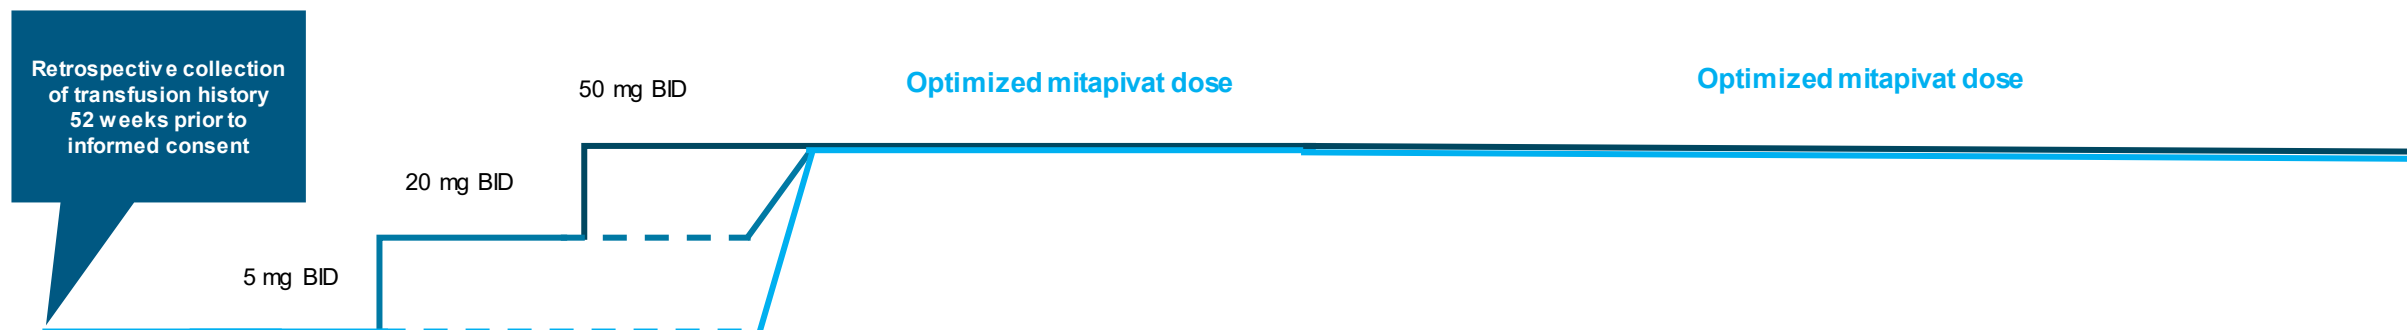 Retrospective collection
of transfusion history
52 weeks prior to
informed consent
5 mg BID
20 mg BID
50 mg BID
Optimized mitapivat dose
Optimized mitapivat dose